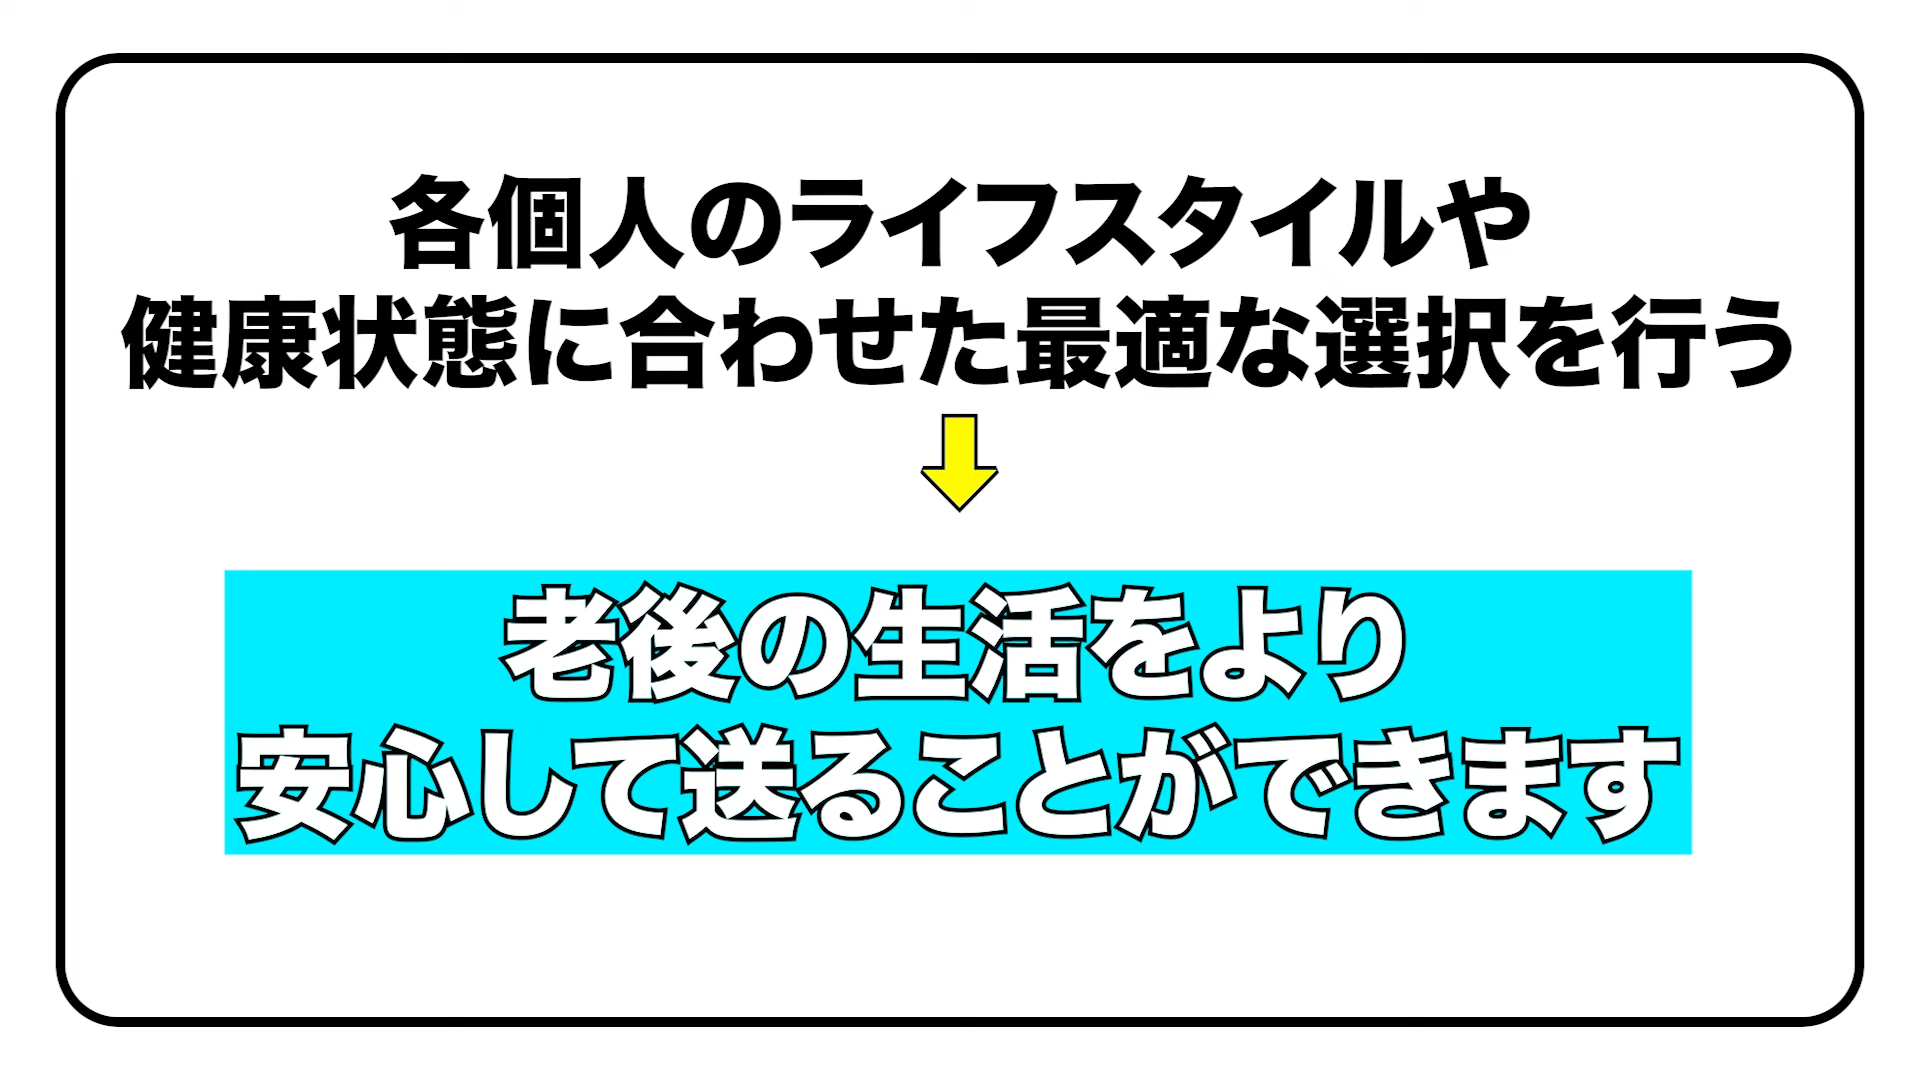 各個人のライフスタイルや
健康状態に合わせた最適な選択を行う
老後の生活をより
安心して送ることができます